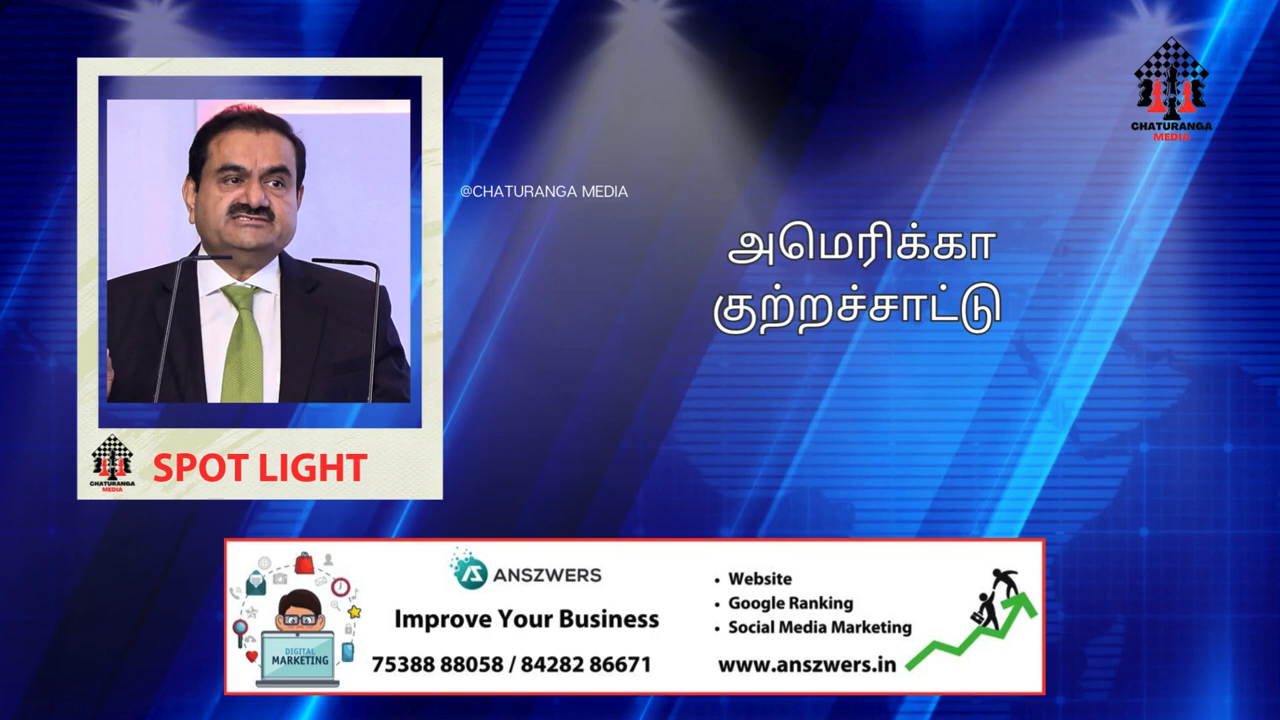 CHATURANGA
MEDIA
@CHATURANGA MEDIA
அமெரிக்கா
குற்றச்சாட்டு
CHATURANGA
MEDIA
SPOT LIGHT
ANSZWERS
Improve Your Business
75388 88058 / 84282 86671
DIGITAL
MARKETING
• Website
• Google Ranking
• Social Media Marketing
www.anszwers.in